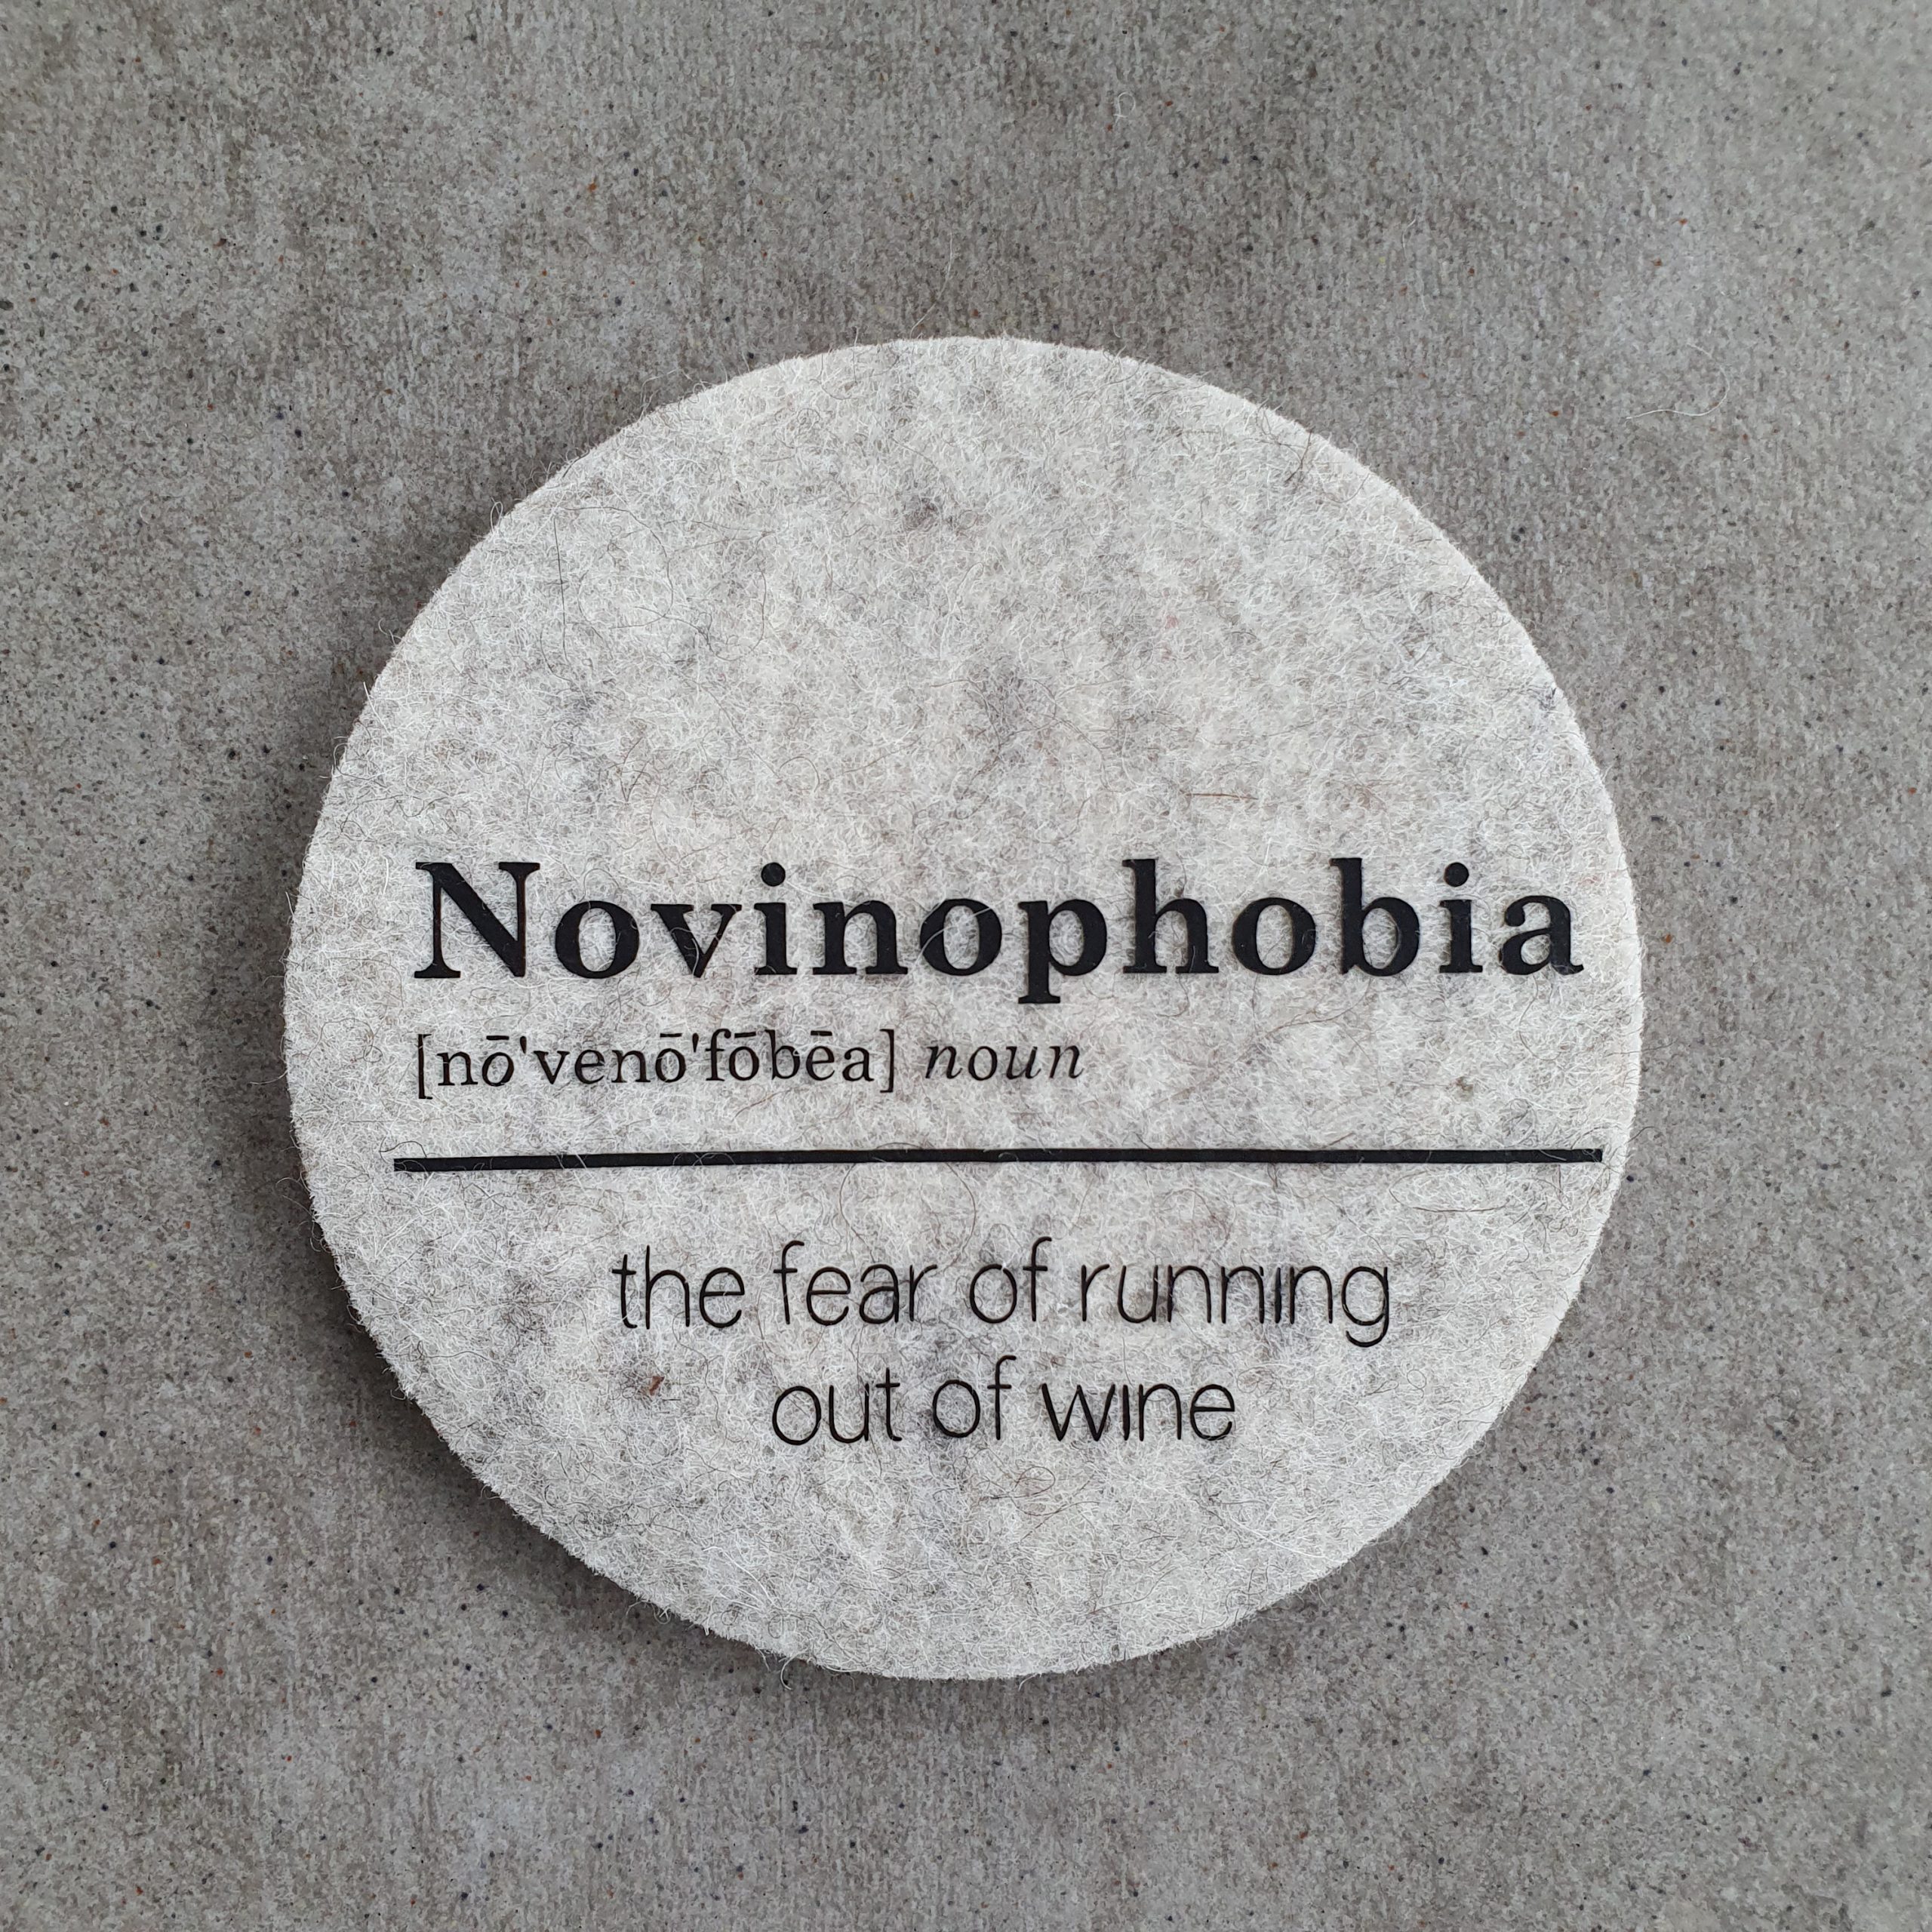 Novinophobia
[nō'venō'fōbēa] noun
the fear of running
out of wine